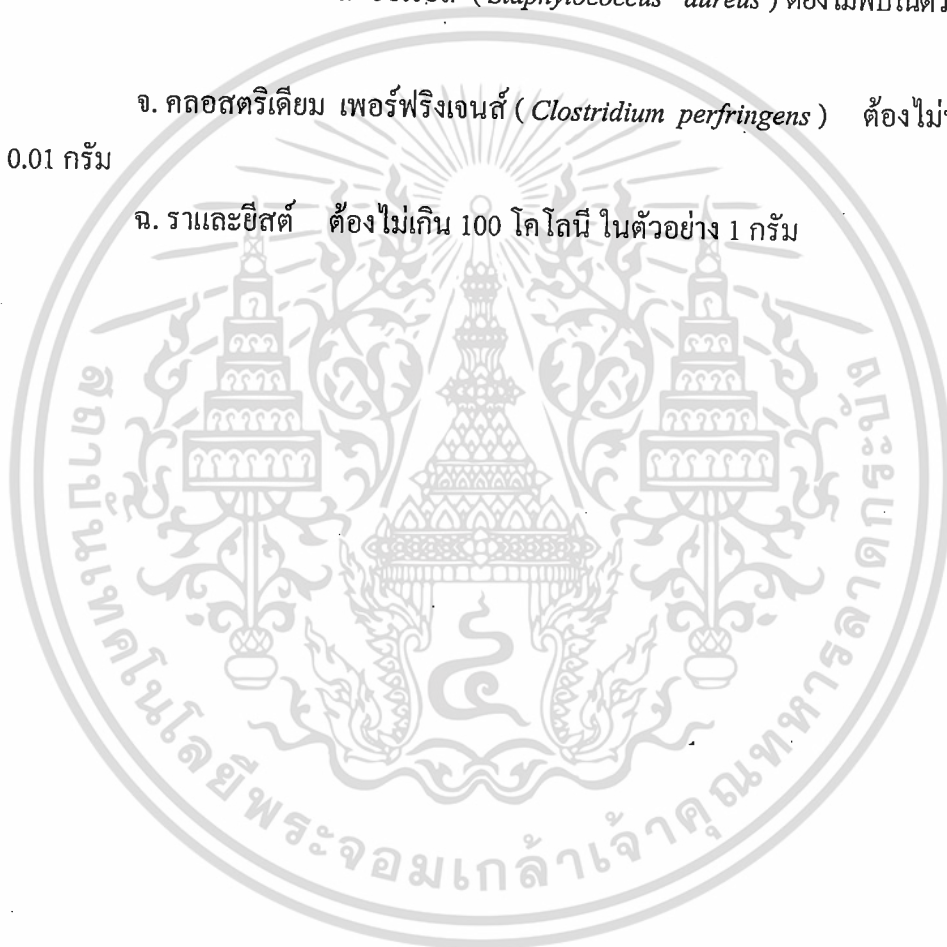 (Staphylococcus aureus) ต้องไม่พบในตัว
จ. คลอสตริเดียม เพอร์ฟริงเจนส์ (Clostridium perfringens) ต้องไม่
0.01 กรัม
ฉ. ราและยีสต์ ต้องไม่เกิน 100 โคโลนี ในตัวอย่าง 1 กรัม
สถาบันเทคโนโลยีพระจอมเกล้าเจ้าคุณทหารลาดกระบัง